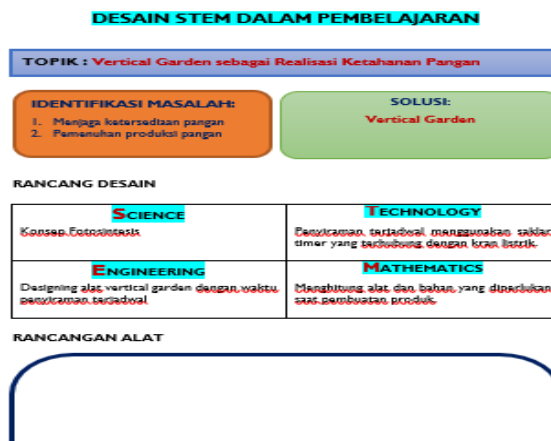 DESAIN STEM DALAM PEMBELAJARAN
TOPIK : Vertical Garden sebagai Realisasi Ketahanan Pangan
IDENTIFIKASI MASALAH:
1. Menjaga ketersediaan pangan
2. Pemenuhan produksi pangan
SOLUSI:
Vertical Garden
RANCANG DESAIN
SCIENCE
Konsep Fotosintesis
TECHNOLOGY
Penyiraman terjadwal menggunakan saklar
timer yang terhubung dengan kran listrik
ENGINEERING
Designing alat vertical garden dengan waktu
penyiraman terjadwal
MATHEMATICS
Menghitung alat dan bahan yang diperlukan
saat pembuatan produk
RANCANGAN ALAT